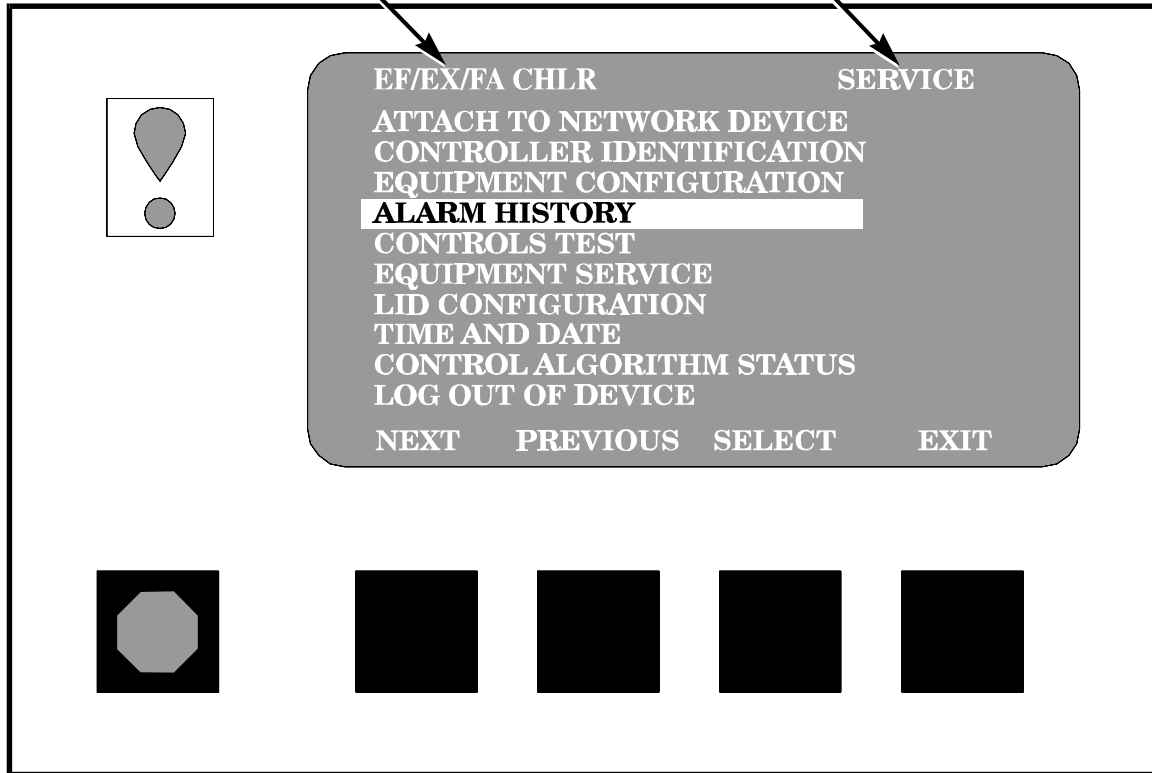 EF/EX/FA CHLR SERVICE
ATTACH TO NETWORK DEVICE
CONTROLLER IDENTIFICATION
EQUIPMENT CONFIGURATION
ALARM HISTORY
CONTROLS TEST
EQUIPMENT SERVICE
LID CONFIGURATION
TIME AND DATE
CONTROL ALGORITHM STATUS
LOG OUT OF DEVICE
NEXT PREVIOUS SELECT EXIT